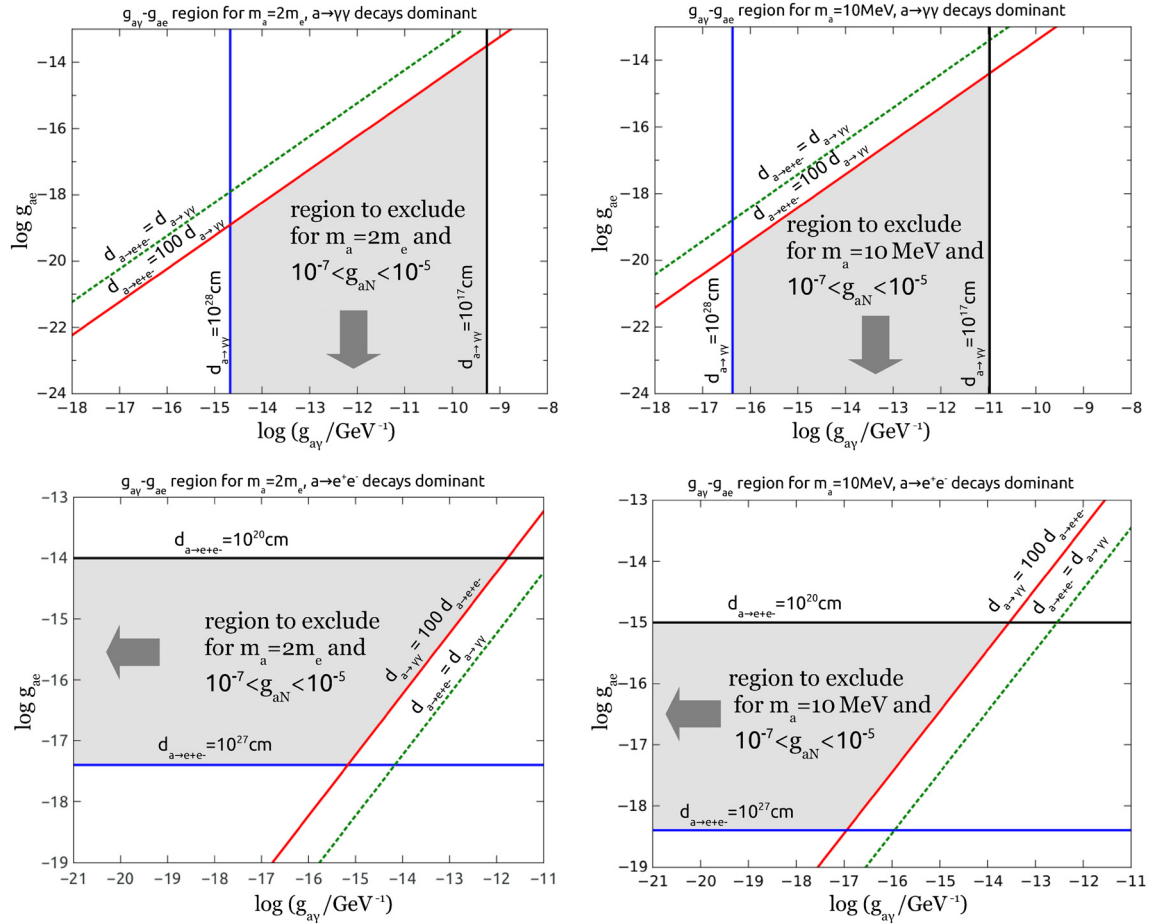 g_aγ-g_ae region for m_a=2m_e, a→γγ decays dominant
log g_ae
−14
−16
−18
−20
−22
−24
d_a→e+e- = d_a→γγ
d_a→e+e- =100 d_a→γγ
d_a→γγ =10^28cm
region to exclude
for m_a=2m_e and
10^-7<g_aN<10^-5
d_a→γγ =10^17cm
−18 −17 −16 −15 −14 −13 −12 −11 −10 −9 −8
log (g_aγ/GeV^-1)
g_aγ-g_ae region for m_a=10MeV, a→γγ decays dominant
log g_ae
−14
−16
−18
−20
−22
−24
d_a→e+e- = d_a→γγ
d_a→e+e- =100 d_a→γγ
d_a→γγ =10^28cm
region to exclude
for m_a=10 MeV and
10^-7<g_aN<10^-5
d_a→γγ =10^17cm
−18 −17 −16 −15 −14 −13 −12 −11 −10 −9 −8
log (g_aγ/GeV^-1)
g_aγ-g_ae region for m_a=2m_e, a→e^+e^- decays dominant
log g_ae
−13
−14
−15
−16
−17
−18
−19
d_a→e+e- =10^20cm
region to exclude
for m_a=2m_e and
10^-7<g_aN<10^-5
d_a→γγ = 100 d_a→e+e-
d_a→e+e- = d_a→γγ
d_a→e+e- =10^27cm
−21 −20 −19 −18 −17 −16 −15 −14 −13 −12 −11
log (g_aγ/GeV^-1)
g_aγ-g_ae region for m_a=10MeV, a→e^+e^- decays dominant
log g_ae
−13
−14
−15
−16
−17
−18
−19
d_a→γγ = 100 d_a→e+e-
d_a→e+e- = d_a→γγ
d_a→e+e- =10^20cm
region to exclude
for m_a=10 MeV and
10^-7<g_aN<10^-5
d_a→e+e- =10^27cm
−21 −20 −19 −18 −17 −16 −15 −14 −13 −12 −11
log (g_aγ/GeV^-1)